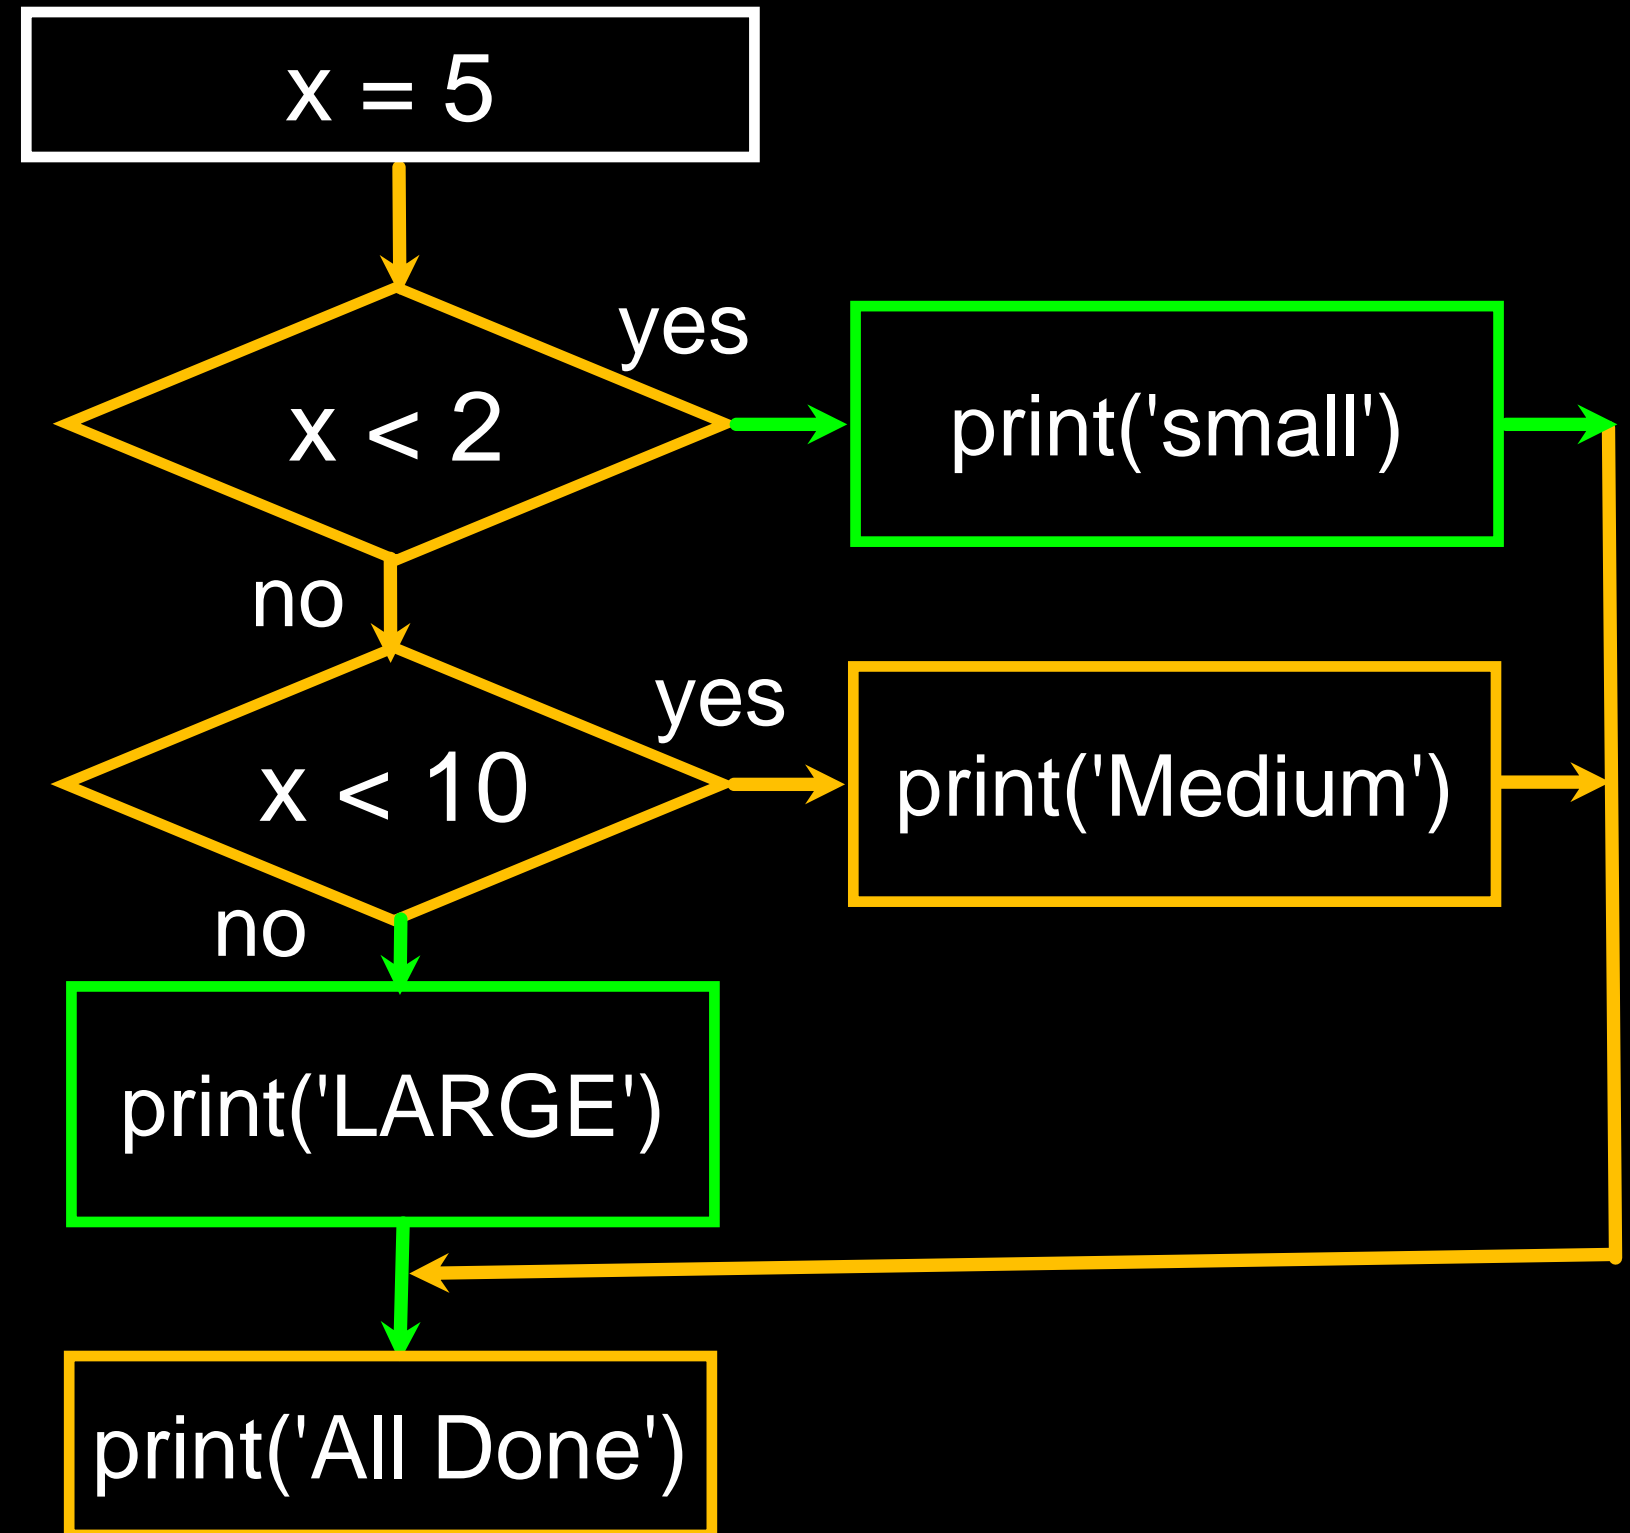 x = 5
yes
x < 2
print('small')
no
yes
x < 10
print('Medium')
no
print('LARGE')
print('All Done')